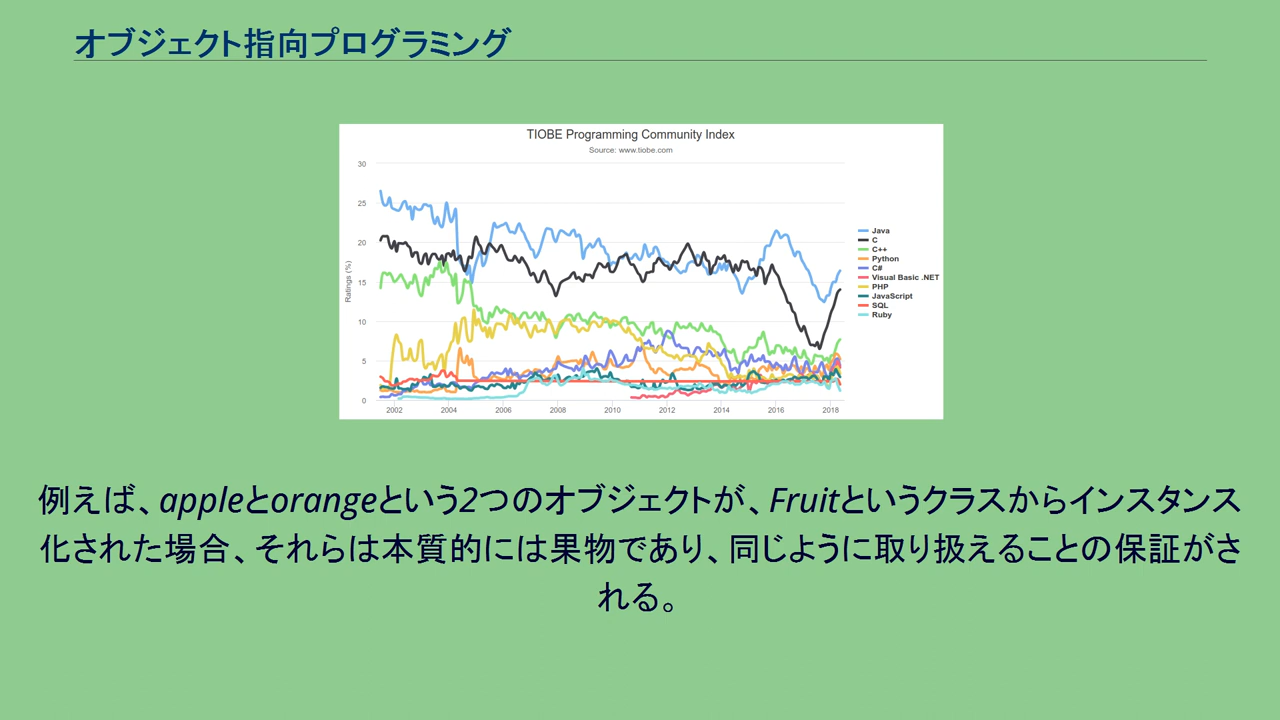 オブジェクト指向プログラミング
TIOBE Programming Community Index
Source: www.tiobe.com
Ratings (%)
30
25
20
15
10
5
0
2002 2004 2006 2008 2010 2012 2014 2016 2018
Java
C
C++
Python
C#
Visual Basic .NET
PHP
JavaScript
SQL
Ruby
例えば、appleとorangeという2つのオブジェクトが、Fruitというクラスからインスタンス
化された場合、それらは本質的には果物であり、同じように取り扱えることの保証がさ
れる。